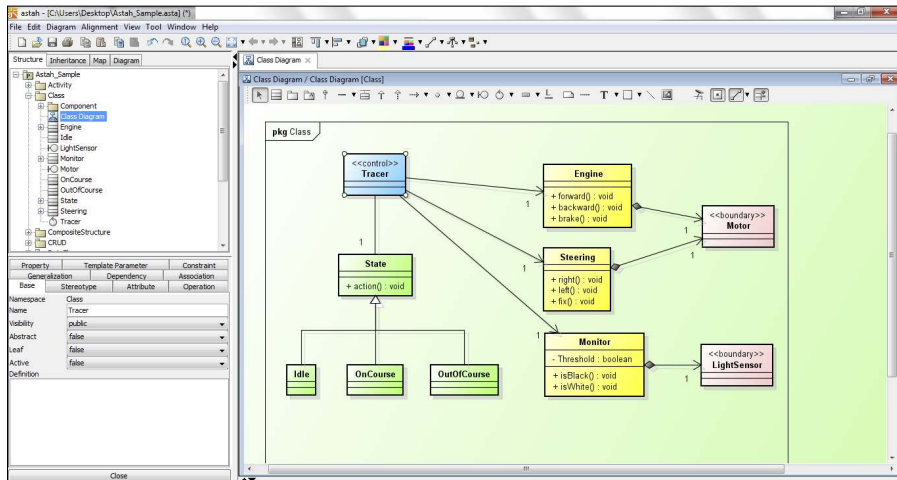 astah - [C:\Users\Desktop\Astah_Sample.asta] (*)
File Edit Diagram Alignment View Tool Window Help
Structure Inheritance Map Diagram
Astah_Sample
Activity
Class
Component
Class Diagram
Engine
Idle
LightSensor
Monitor
Motor
OnCourse
OutOfCourse
State
Steering
Tracer
CompositeStructure
CRUD
Property Template Parameter Constraint
Generalization Dependency Association
Base Stereotype Attribute Operation
Namespace Class
Name Tracer
Visibility public
Abstract false
Leaf false
Active false
Definition
Close
Class Diagram
Class Diagram / Class Diagram [Class]
T
pkg Class
<<control>>
Tracer
Engine
+ forward() : void
+ backward() : void
+ brake() : void
1
<<boundary>>
Motor
1
1
State
+ action() : void
1
Steering
+ right() : void
+ left() : void
+ fix() : void
1
Monitor
- Threshold : boolean
+ isBlack() : void
+ isWhite() : void
1
<<boundary>>
LightSensor
1
Idle
OnCourse
OutOfCourse